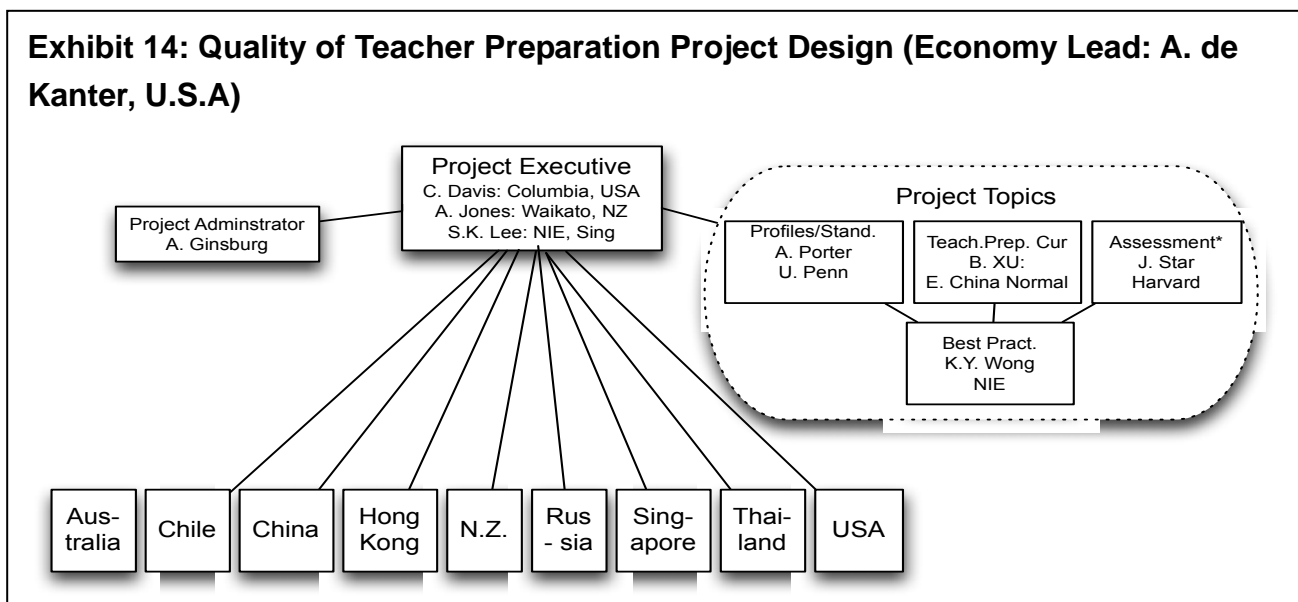 Exhibit 14: Quality of Teacher Preparation Project Design (Economy Lead: A. de
Kanter, U.S.A)
Project Executive
C. Davis: Columbia, USA
A. Jones: Waikato, NZ
S.K. Lee: NIE, Sing
Project Adminstrator
A. Ginsburg
Project Topics
Profiles/Stand.
A. Porter
U. Penn
Teach.Prep. Cur
B. XU:
E. China Normal
Assessment*
J. Star
Harvard
Best Pract.
K.Y. Wong
NIE
Aus-
tralia
Chile
China
Hong
Kong
N.Z.
Rus
- sia
Sing-
apore
Thai-
land
USA